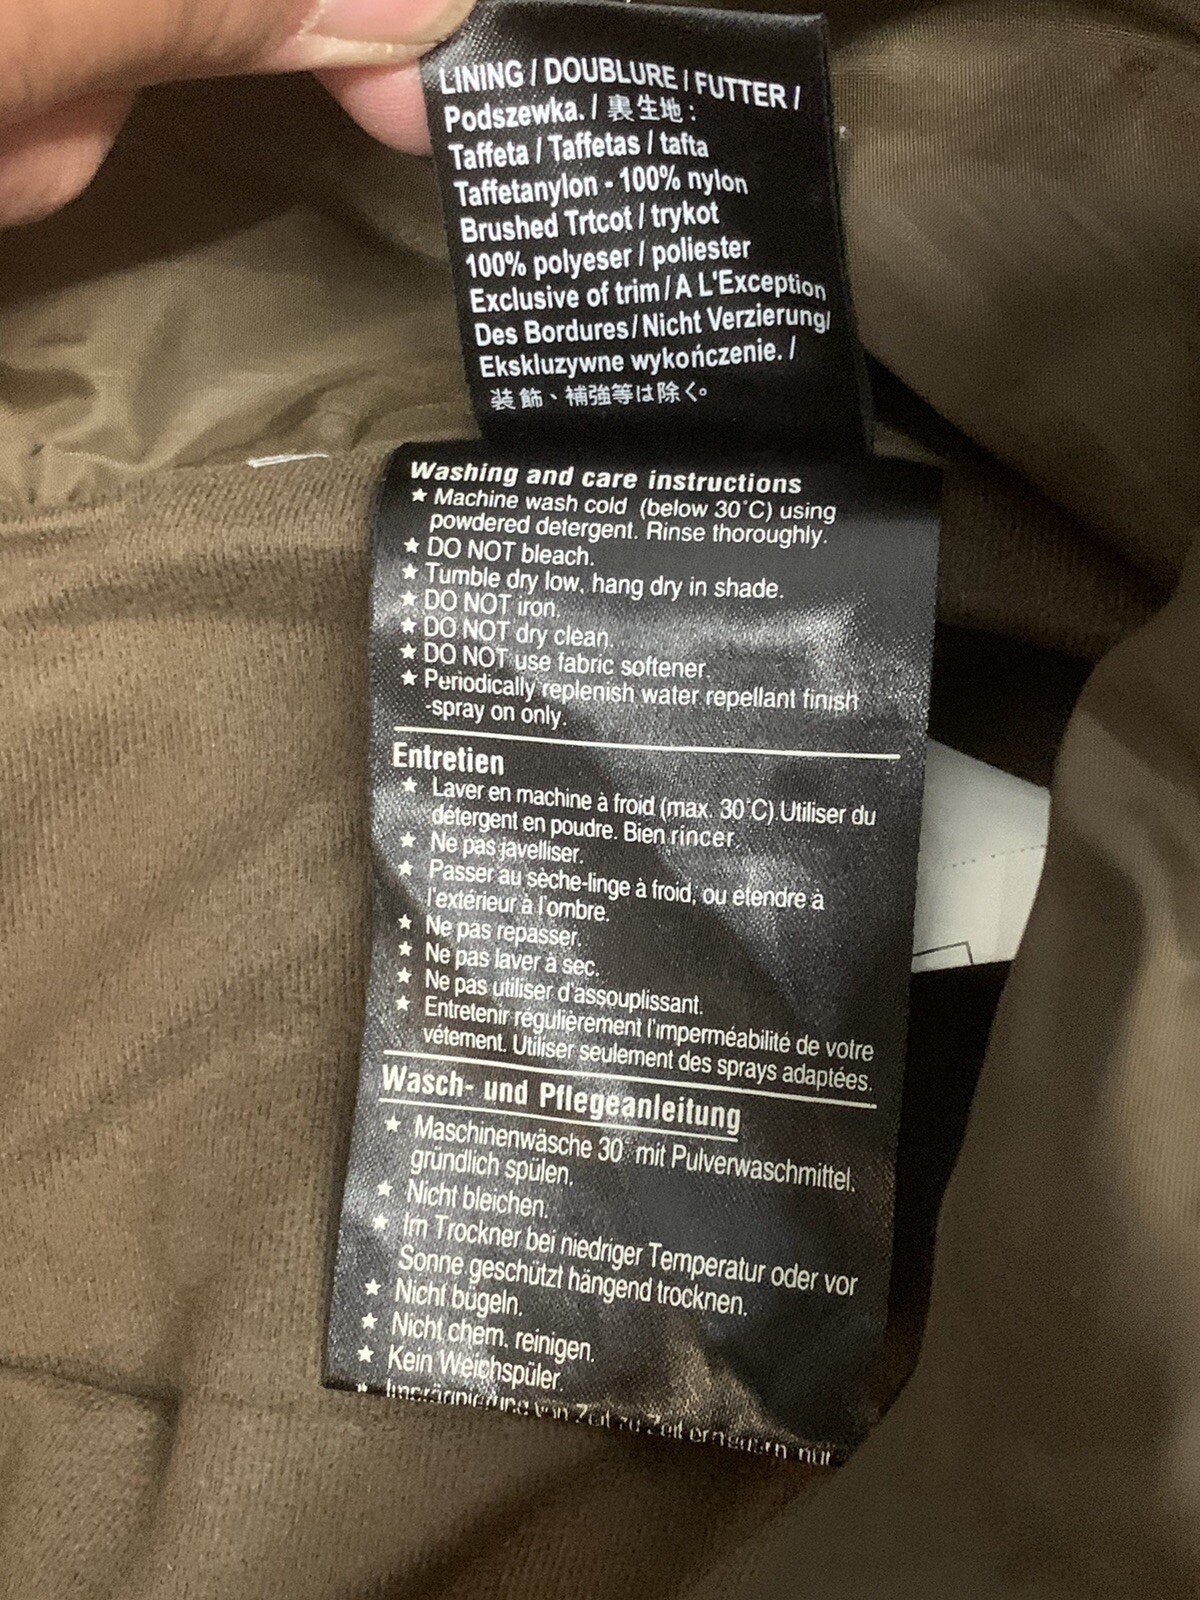 LINING / DOUBLURE / FUTTER /
Podszewka. / 裏生地:
Taffeta / Taffetas / tafta
Taffetanylon - 100% nylon
Brushed Trtcot / trykot
100% polyeser / poliester
Exclusive of trim / A L'Exception
Des Bordures / Nicht Verzierung/
Ekskluzywne wykończenie. /
装飾、補強等は除く。
Washing and care instructions
★ Machine wash cold (below 30°C) using
powdered detergent. Rinse thoroughly.
★ DO NOT bleach.
★ Tumble dry low, hang dry in shade.
★ DO NOT iron.
★ DO NOT dry clean.
★ DO NOT use fabric softener
★ Periodically replenish water repellant finish
-spray on only.
Entretien
★ Laver en machine à froid (max. 30°C).Utiliser du
détergent en poudre. Bien rincer.
★ Ne pas javelliser.
★ Passer au sèche-linge à froid, ou étendre à
l'extérieur à l'ombre.
★ Ne pas repasser.
★ Ne pas laver à sec.
★ Ne pas utiliser d'assouplissant.
★ Entretenir régulièrement l'imperméabilité de votre
vétement. Utiliser seulement des sprays adaptées.
Wasch- und Pflegeanleitung
★ Maschinenwäsche 30° mit Pulverwaschmittel.
gründlich spülen.
★ Nicht bleichen.
★ Im Trockner bei niedriger Temperatur oder vor
Sonne geschützt hängend trocknen.
★ Nicht bügeln.
★ Nicht chem. reinigen.
★ Kein Weichspüler.
★ Imprägnierung von Zeit zu Zeit erneuern nur